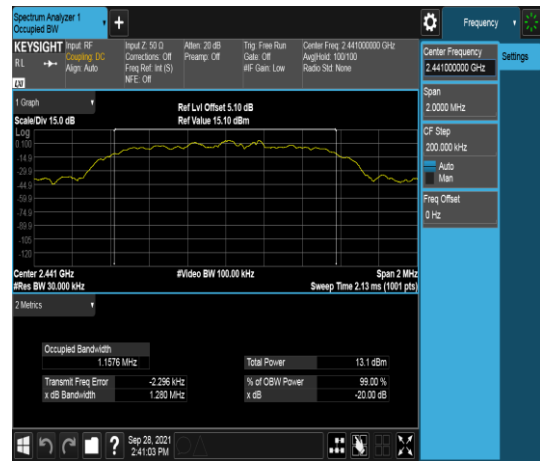 Spectrum Analyzer 1
Occupied BW
+
Frequency
KEYSIGHT
RL
LXI
Input: RF
Coupling: DC
Align: Auto
Input Z: 50 Ω
Corrections: Off
Freq Ref: Int (S)
NFE: Off
Atten: 20 dB
Preamp: Off
Trig: Free Run
Gate: Off
#IF Gain: Low
Center Freq: 2.441000000 GHz
Avg|Hold: 100/100
Radio Std: None
Center Frequency
2.441000000 GHz
Settings
Span
2.0000 MHz
CF Step
200.000 kHz
Auto
Man
Freq Offset
0 Hz
1 Graph
Scale/Div 15.0 dB
Ref Lvl Offset 5.10 dB
Ref Value 15.10 dBm
Log
0.100
-14.9
-29.9
-44.9
-59.9
-74.9
-89.9
-105
-120
Center 2.441 GHz
#Video BW 100.00 kHz
Span 2 MHz
#Res BW 30.000 kHz
Sweep Time 2.13 ms (1001 pts)
2 Metrics
Occupied Bandwidth
1.1576 MHz
Total Power 13.1 dBm
Transmit Freq Error -2.296 kHz
% of OBW Power 99.00 %
x dB Bandwidth 1.280 MHz
x dB -20.00 dB
?
Sep 28, 2021
2:41:03 PM